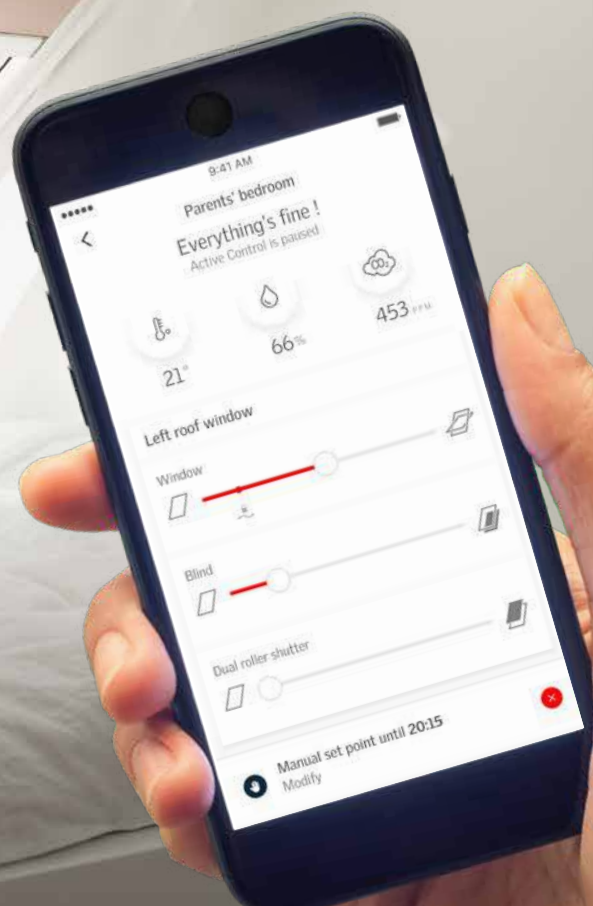 9:41 AM
Parents' bedroom
Everything's fine !
Active Control is paused
CO2
21°
66%
453 PPM
Left roof window
Window
Blind
Dual roller shutter
Manual set point until 20:15
Modify